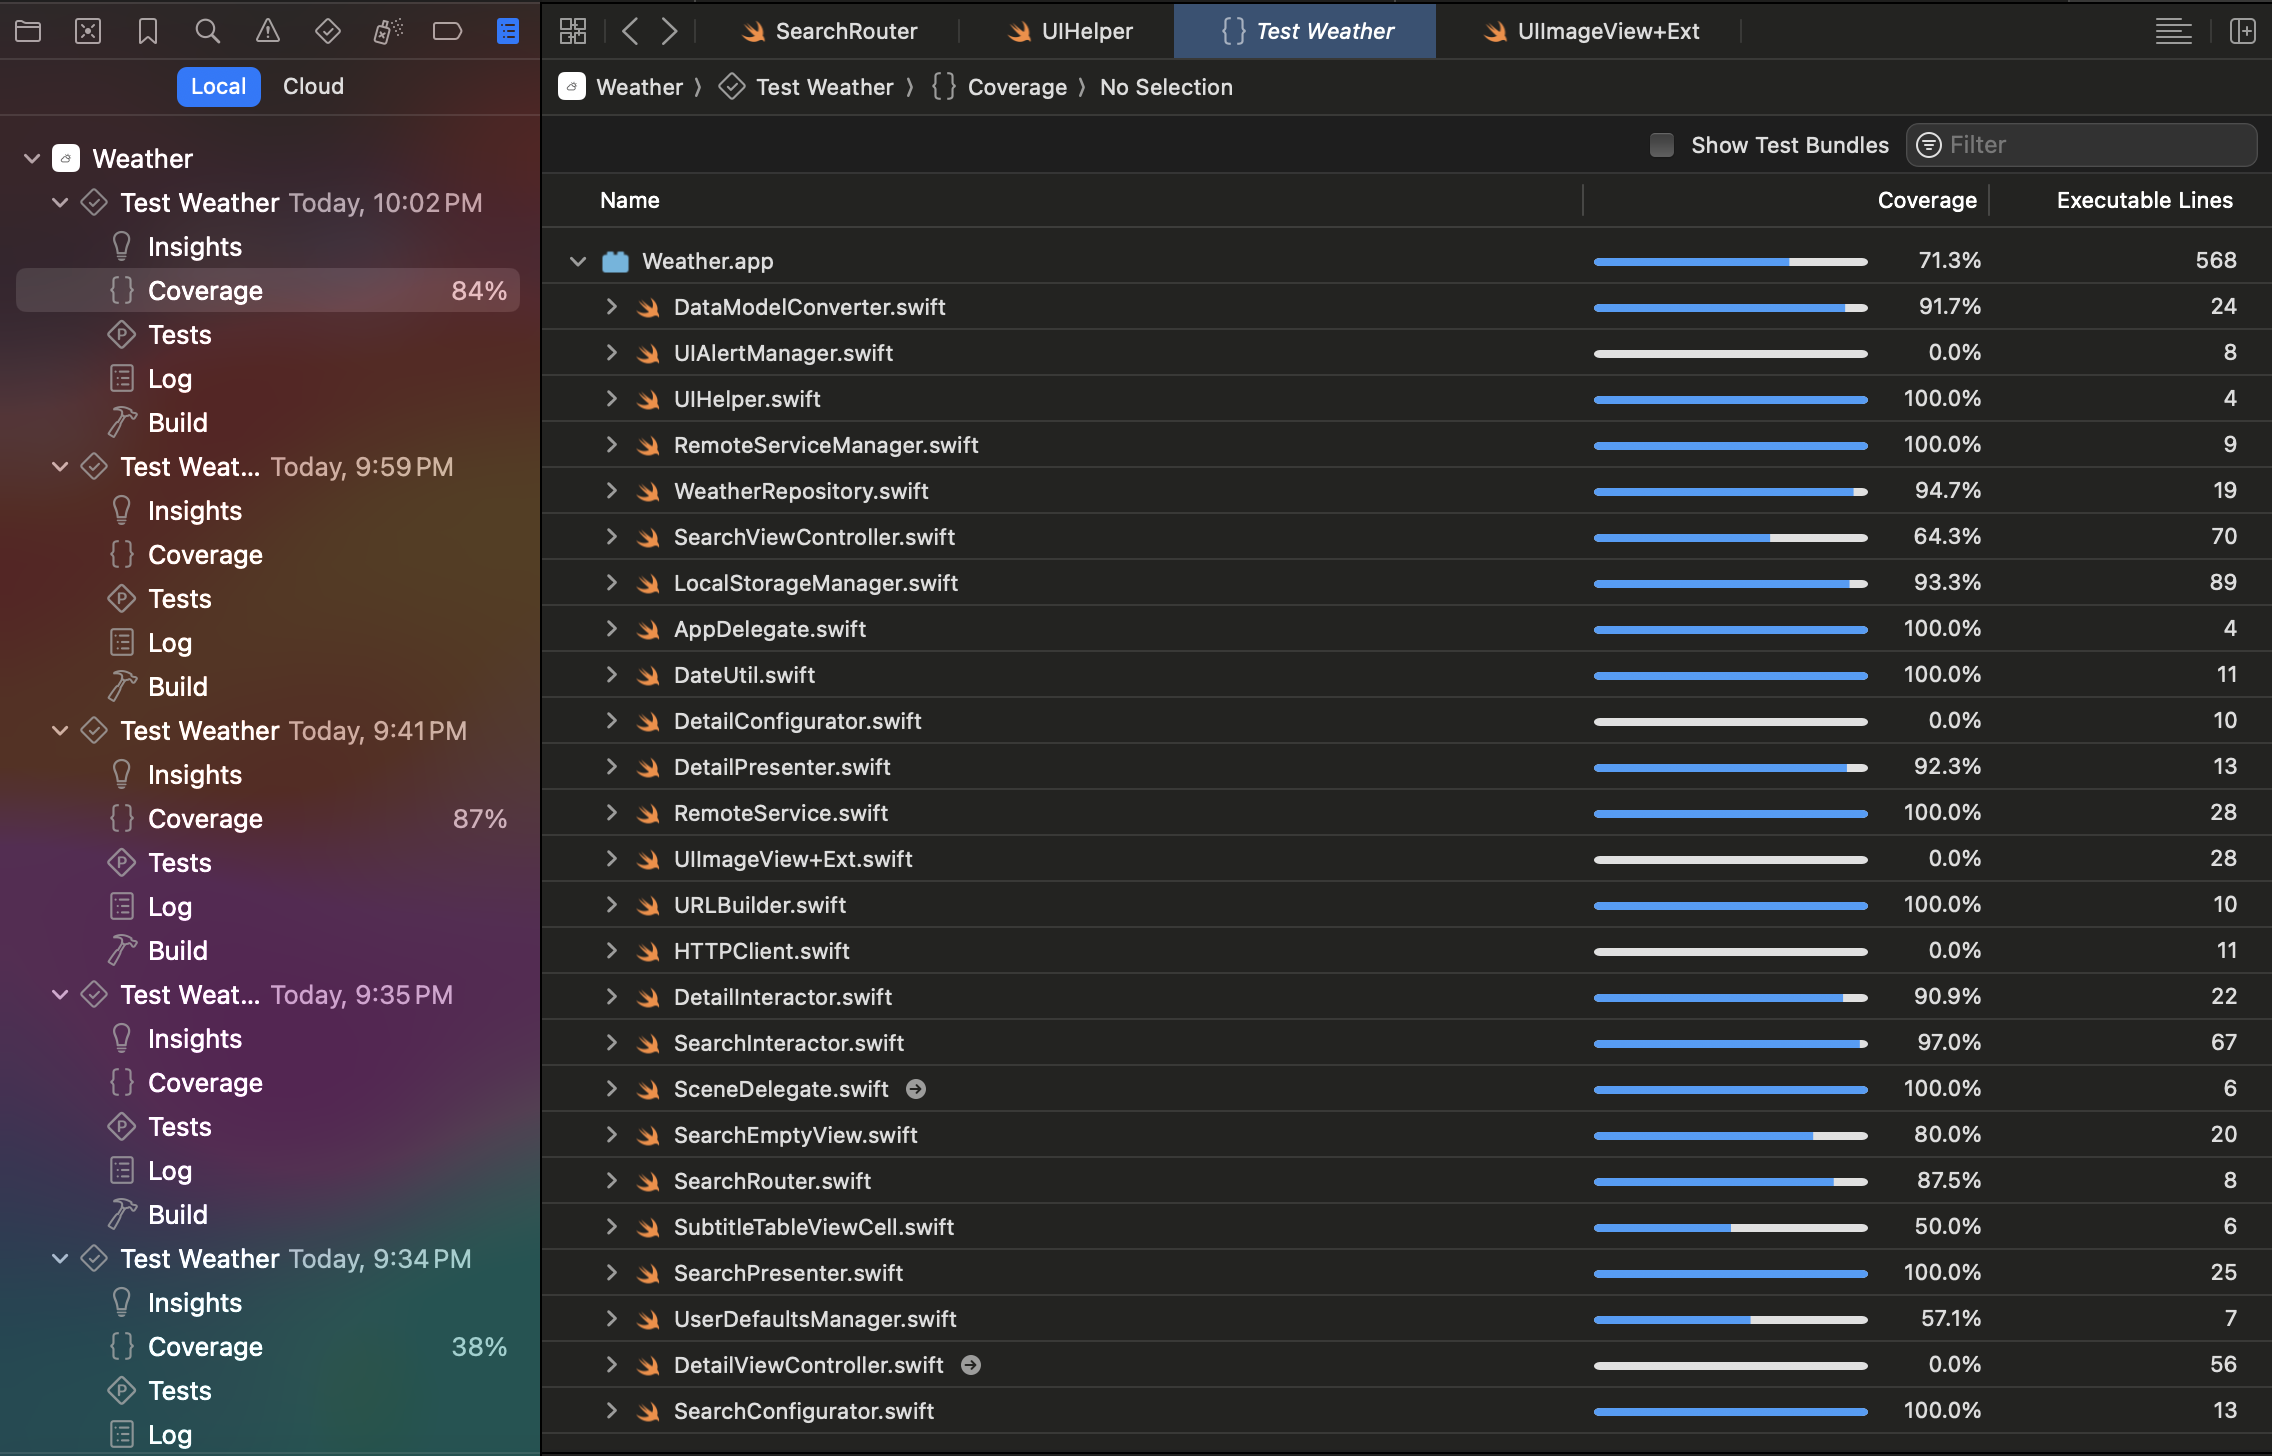 SearchRouter
UIHelper
Test Weather
UIImageView+Ext
Local Cloud
Weather
Test Weather Today, 10:02 PM
Insights
Coverage 84%
Tests
Log
Build
Test Weat... Today, 9:59 PM
Insights
Coverage
Tests
Log
Build
Test Weather Today, 9:41 PM
Insights
Coverage 87%
Tests
Log
Build
Test Weat... Today, 9:35 PM
Insights
Coverage
Tests
Log
Build
Test Weather Today, 9:34 PM
Insights
Coverage 38%
Tests
Log
Weather Test Weather Coverage No Selection
Show Test Bundles Filter
Name Coverage Executable Lines
Weather.app 71.3% 568
DataModelConverter.swift 91.7% 24
UIAlertManager.swift 0.0% 8
UIHelper.swift 100.0% 4
RemoteServiceManager.swift 100.0% 9
WeatherRepository.swift 94.7% 19
SearchViewController.swift 64.3% 70
LocalStorageManager.swift 93.3% 89
AppDelegate.swift 100.0% 4
DateUtil.swift 100.0% 11
DetailConfigurator.swift 0.0% 10
DetailPresenter.swift 92.3% 13
RemoteService.swift 100.0% 28
UIImageView+Ext.swift 0.0% 28
URLBuilder.swift 100.0% 10
HTTPClient.swift 0.0% 11
DetailInteractor.swift 90.9% 22
SearchInteractor.swift 97.0% 67
SceneDelegate.swift 100.0% 6
SearchEmptyView.swift 80.0% 20
SearchRouter.swift 87.5% 8
SubtitleTableViewCell.swift 50.0% 6
SearchPresenter.swift 100.0% 25
UserDefaultsManager.swift 57.1% 7
DetailViewController.swift 0.0% 56
SearchConfigurator.swift 100.0% 13